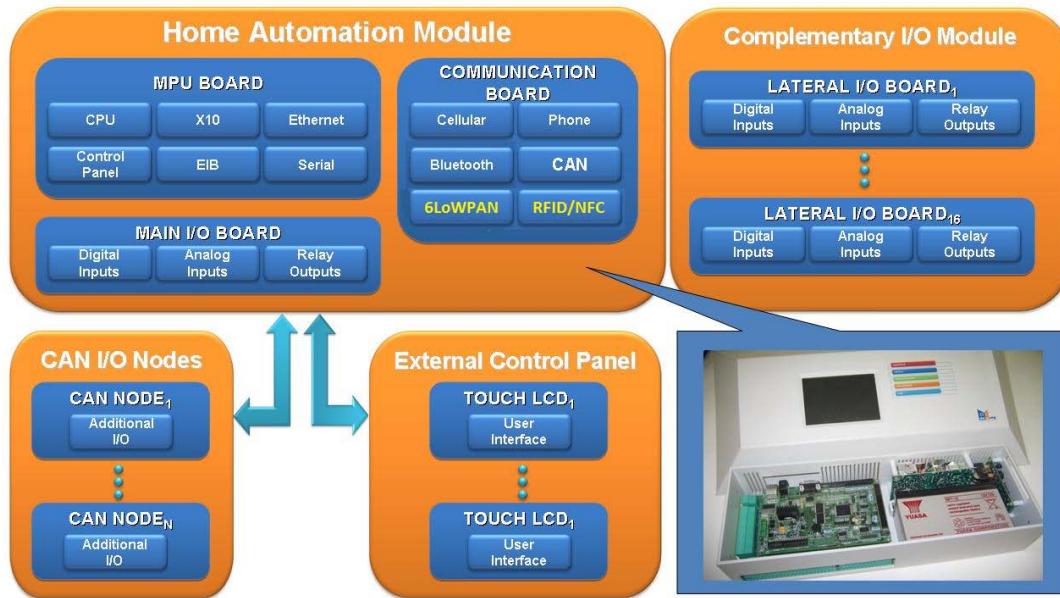 Home Automation Module
MPU BOARD
CPU
X10
Ethernet
Control
Panel
EIB
Serial
COMMUNICATION
BOARD
Cellular
Phone
Bluetooth
CAN
6LoWPAN
RFID/NFC
MAIN I/O BOARD
Digital
Inputs
Analog
Inputs
Relay
Outputs
Complementary I/O Module
LATERAL I/O BOARD1
Digital
Inputs
Analog
Inputs
Relay
Outputs
LATERAL I/O BOARD16
Digital
Inputs
Analog
Inputs
Relay
Outputs
CAN I/O Nodes
CAN NODE1
Additional
I/O
CAN NODEN
Additional
I/O
External Control Panel
TOUCH LCD1
User
Interface
TOUCH LCD1
User
Interface
YUASA